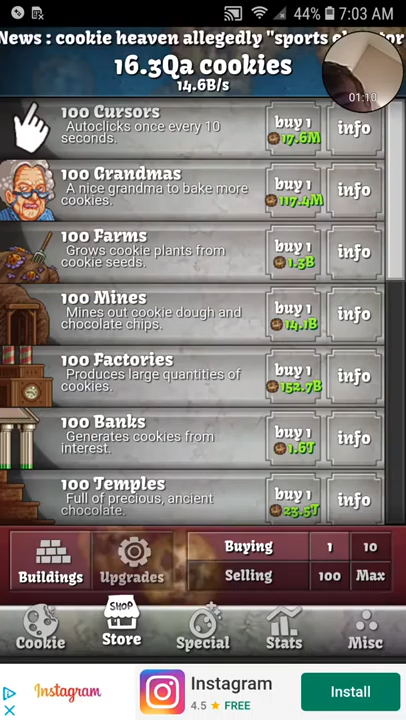 44% 7:03 AM
News : cookie heaven allegedly "sports
16.3Qa cookies
14.6B/s
01:10
100 Cursors
Autoclicks once every 10
seconds.
buy 1
17.6M
info
100 Grandmas
A nice grandma to bake more
cookies.
buy 1
117.4M
info
100 Farms
Grows cookie plants from
cookie seeds.
buy 1
1.3B
info
100 Mines
Mines out cookie dough and
chocolate chips.
buy 1
14.1B
info
100 Factories
Produces large quantities of
cookies.
buy 1
152.7B
info
100 Banks
Generates cookies from
interest.
buy 1
1.6T
info
100 Temples
Full of precious, ancient
chocolate.
buy 1
23.5T
info
Buildings
Upgrades
Buying 1 10
Selling 100 Max
Cookie
SHOP
Store
Special
Stats
Misc
Instagram
Instagram
4.5 ★ FREE
Install